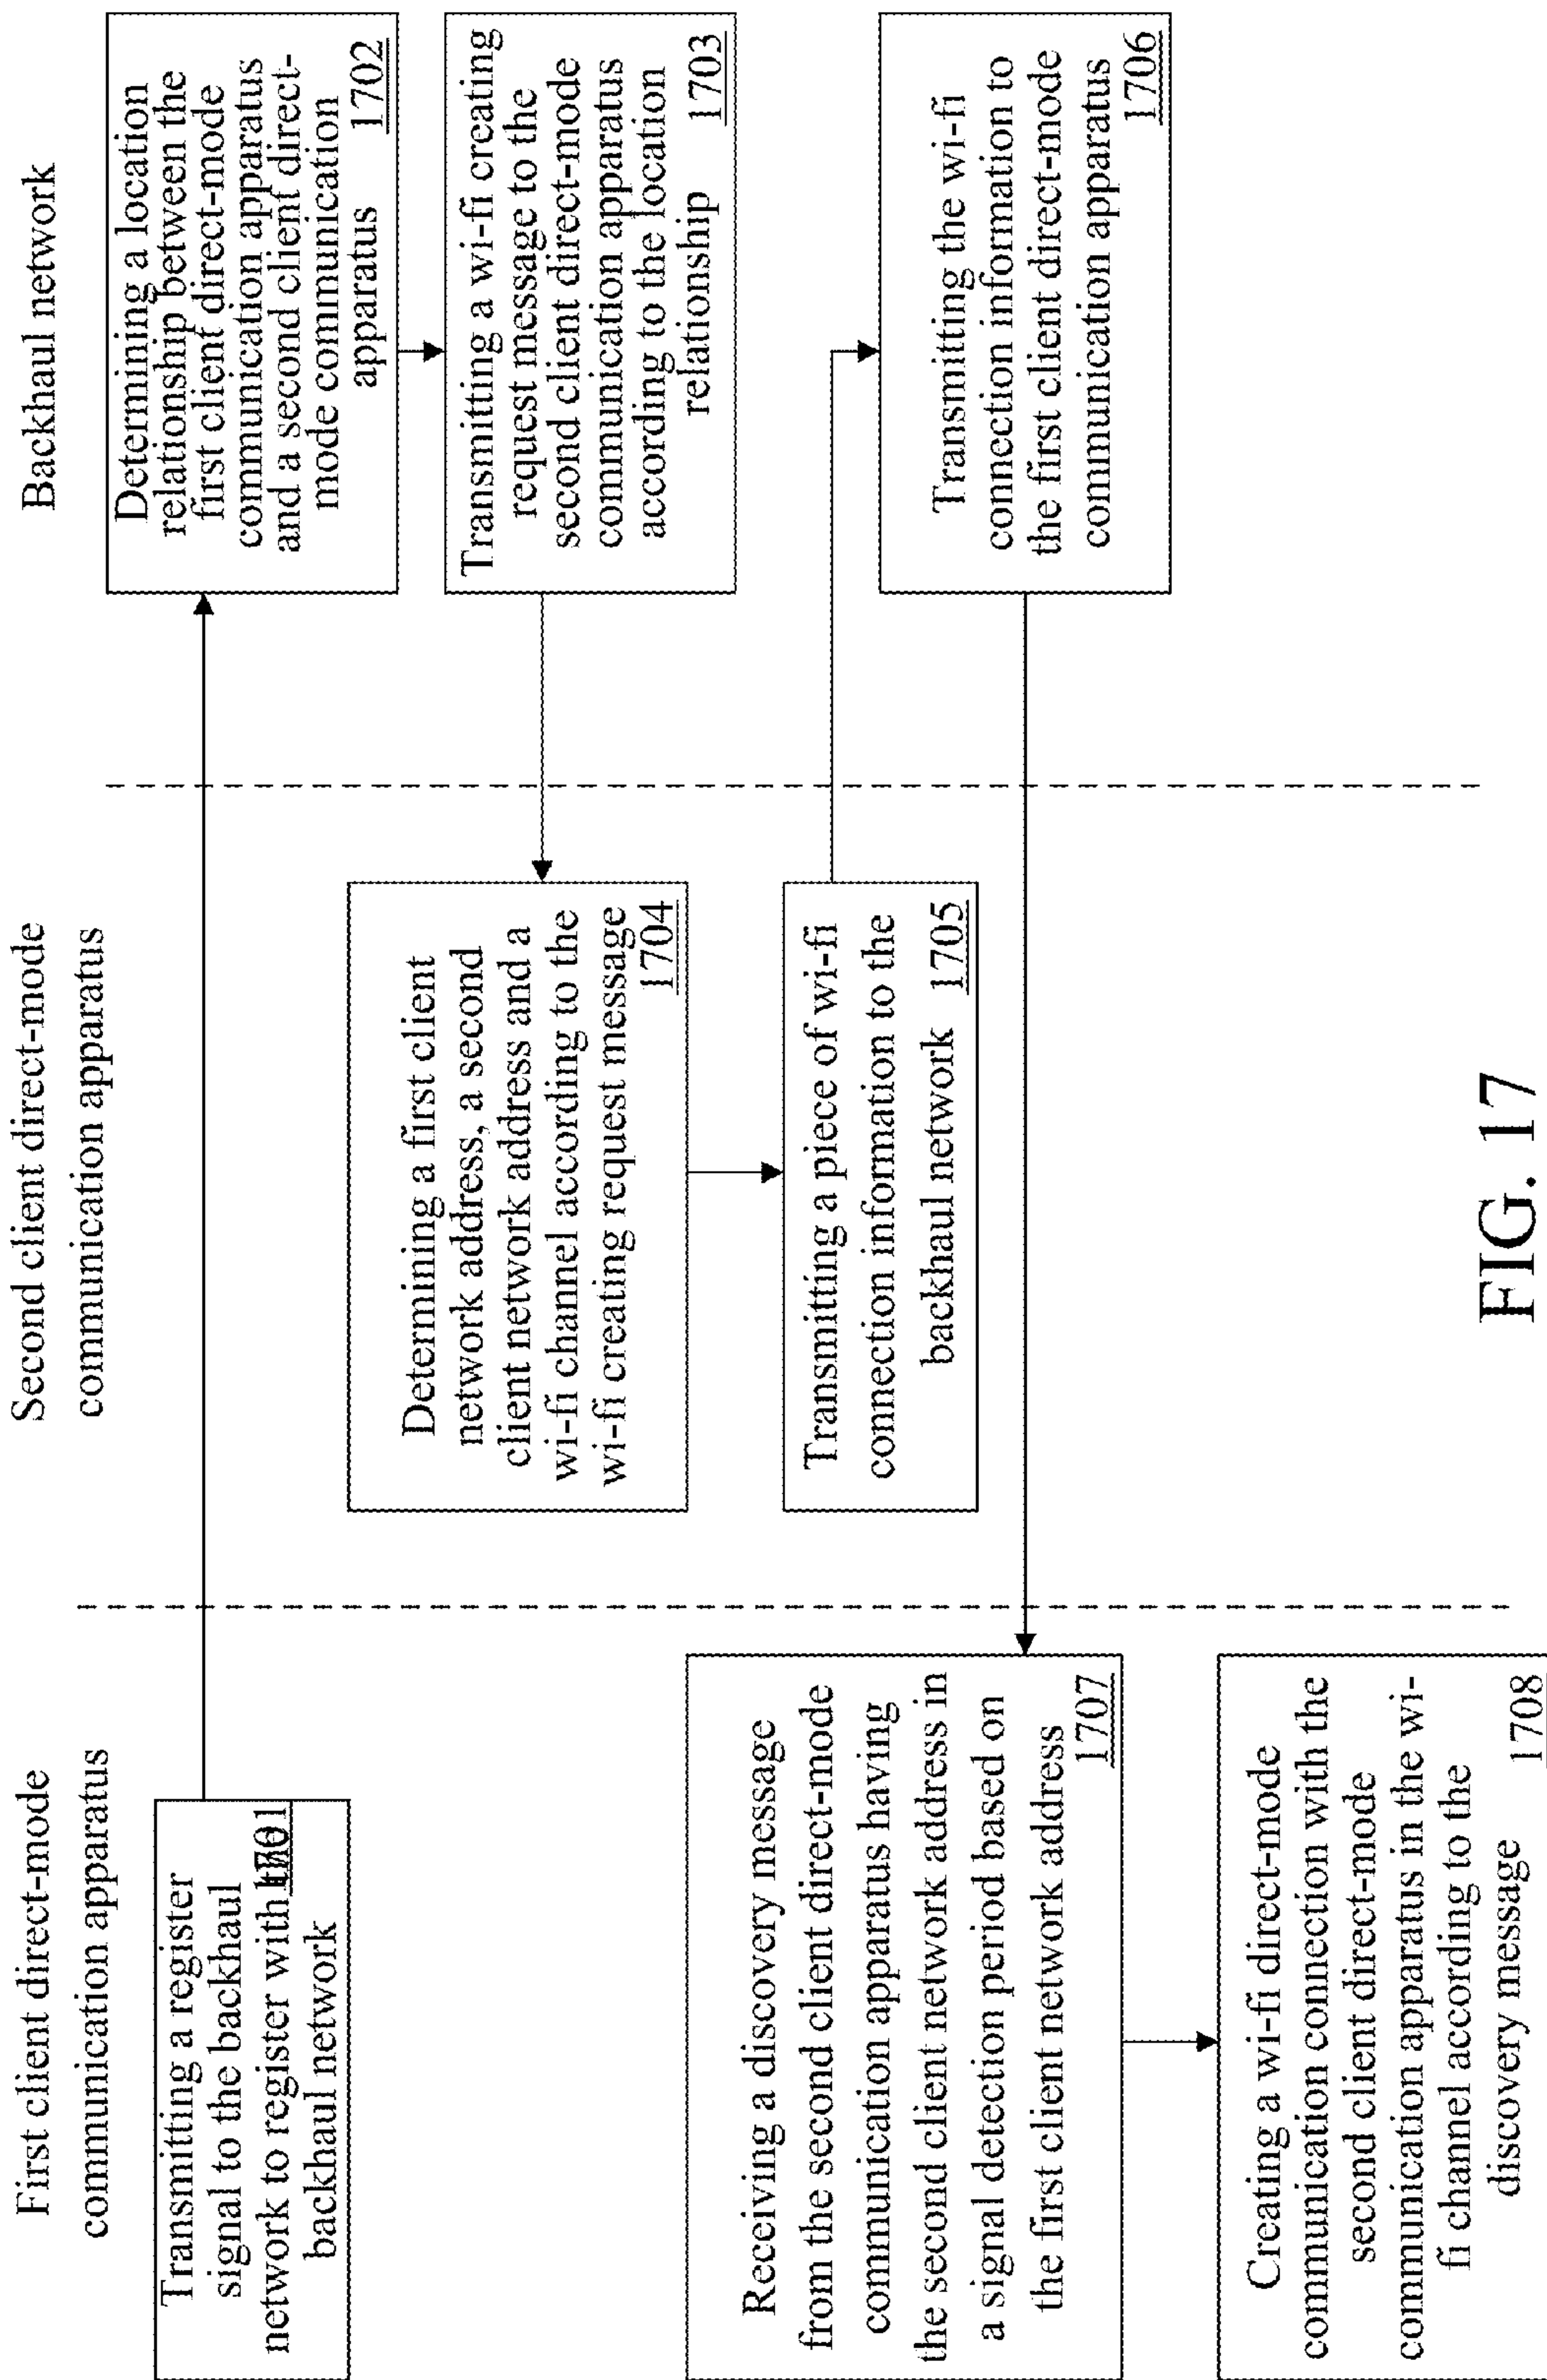 First client direct-mode
communication apparatus
Second client direct-mode
communication apparatus
Backhaul network
Transmitting a register
signal to the backhaul
network to register with the
backhaul network
1701
Determining a location
relationship between the
first client direct-mode
communication apparatus
and a second client direct-
mode communication
apparatus 1702
Transmitting a wi-fi creating
request message to the
second client direct-mode
communication apparatus
according to the location
relationship 1703
Determining a first client
network address, a second
client network address and a
wi-fi channel according to the
wi-fi creating request message
1704
Transmitting a piece of wi-fi
connection information to the
backhaul network 1705
Transmitting the wi-fi
connection information to
the first client direct-mode
communication apparatus
1706
Receiving a discovery message
from the second client direct-mode
communication apparatus having
the second client network address in
a signal detection period based on
the first client network address
1707
Creating a wi-fi direct-mode
communication connection with the
second client direct-mode
communication apparatus in the wi-
fi channel according to the
discovery message 1708
FIG. 17